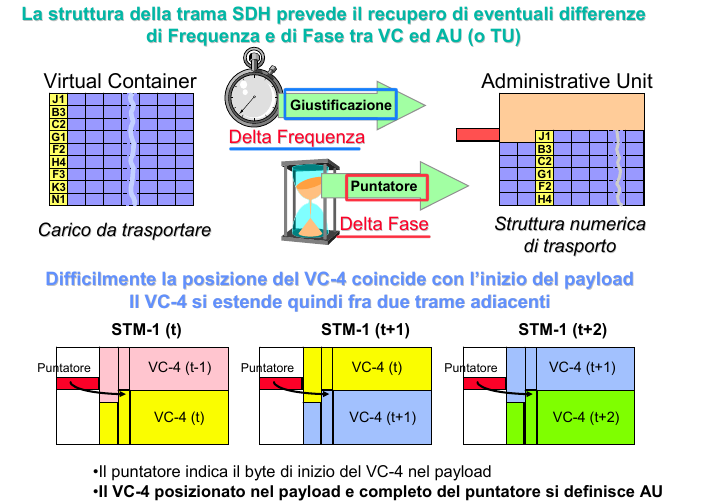 La struttura della trama SDH prevede il recupero di eventuali differenze
di Frequenza e di Fase tra VC ed AU (o TU)
Virtual Container
J1
B3
C2
G1
F2
H4
F3
K3
N1
Carico da trasportare
Giustificazione
Delta Frequenza
Puntatore
Delta Fase
Administrative Unit
J1
B3
C2
G1
F2
H4
Struttura numerica
di trasporto
Difficilmente la posizione del VC-4 coincide con l'inizio del payload
Il VC-4 si estende quindi fra due trame adiacenti
STM-1 (t)
Puntatore
VC-4 (t-1)
VC-4 (t)
STM-1 (t+1)
Puntatore
VC-4 (t)
VC-4 (t+1)
STM-1 (t+2)
Puntatore
VC-4 (t+1)
VC-4 (t+2)
•Il puntatore indica il byte di inizio del VC-4 nel payload
•Il VC-4 posizionato nel payload e completo del puntatore si definisce AU